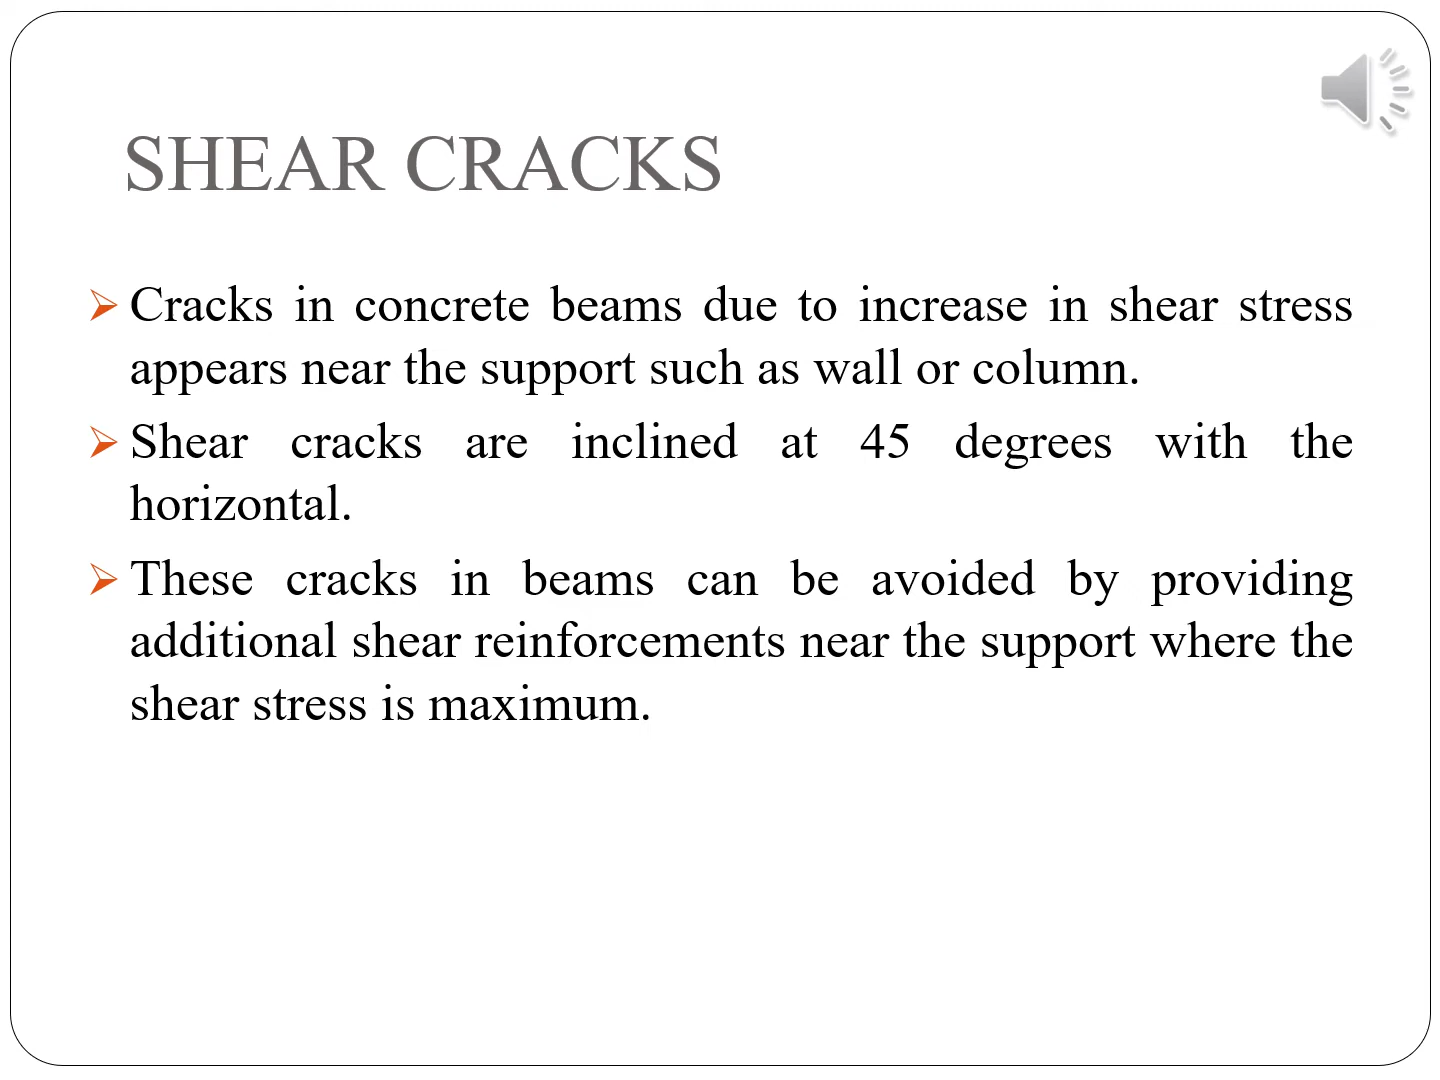 SHEAR CRACKS
Cracks in concrete beams due to increase in shear stress
appears near the support such as wall or column.
Shear cracks are inclined at 45 degrees with the
horizontal.
These cracks in beams can be avoided by providing
additional shear reinforcements near the support where the
shear stress is maximum.